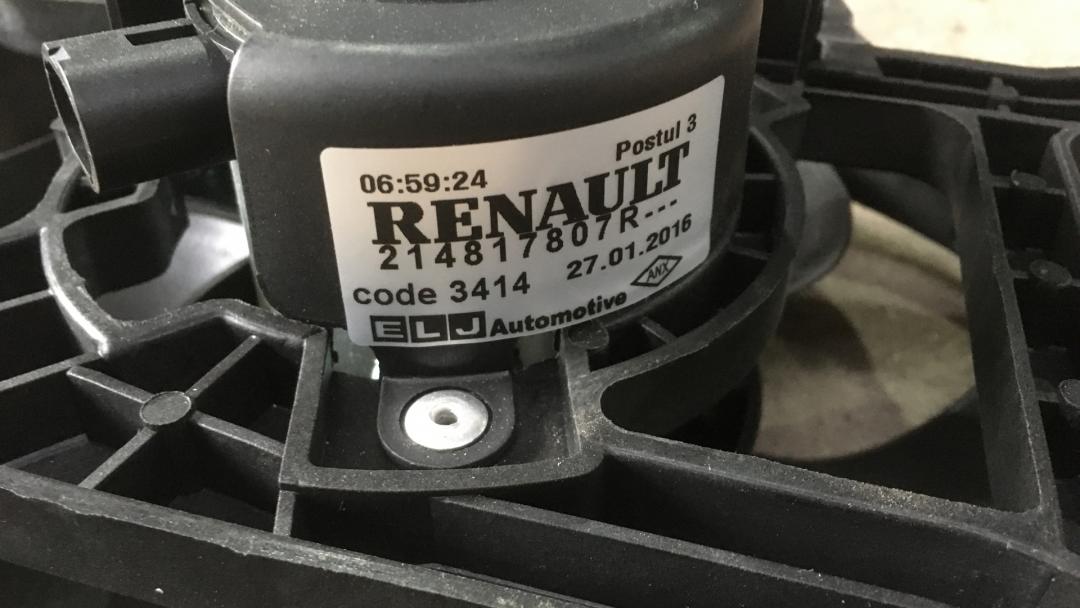 Postul 3
06:59:24
RENAULT
214817807R---
code 3414 27.01.2016
ANX
ELJ Automotive